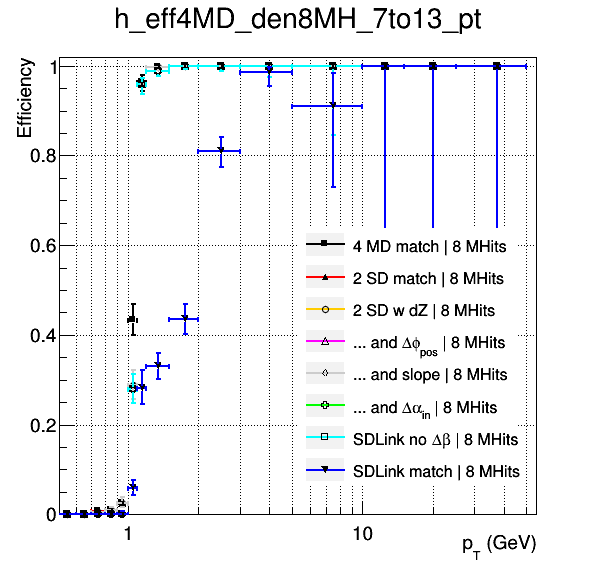 h_eff4MD_den8MH_7to13_pt
Efficiency
1
0.8
0.6
0.4
0.2
0
4 MD match | 8 MHits
2 SD match | 8 MHits
2 SD w dZ | 8 MHits
... and Δϕpos | 8 MHits
... and slope | 8 MHits
... and Δαin | 8 MHits
SDLink no Δβ | 8 MHits
SDLink match | 8 MHits
1 10
pT (GeV)